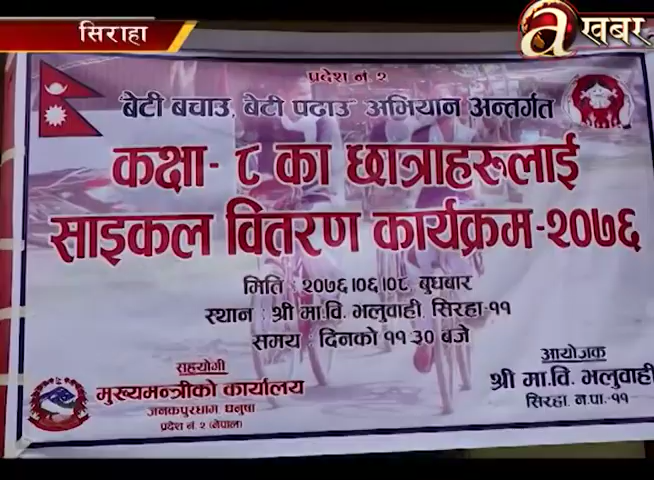 सिराहा
a खबर
प्रदेश नं. २
बेटी बचाउ, बेटी पढाउ अभियान अन्तर्गत
कक्षा- ८ का छात्राहरुलाई
साइकल वितरण कार्यक्रम-२०७६
मिति : २०७६।०६।०८, बुधबार
स्थान : श्री मा.वि. भलुवाही, सिरहा-११
समय : दिनको ११:३० बजे
सहयोगी
मुख्यमन्त्रीको कार्यालय
जनकपुरधाम धनुषा
प्रदेश नं. २ (नेपाल)
आयोजक
श्री मा.वि. भलुवाही
सिरहा. न.पा.-११